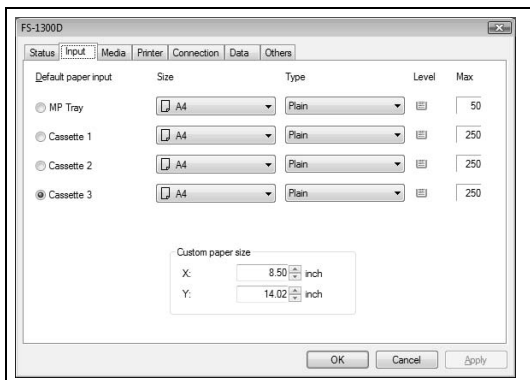 FS-1300D
Status Input Media Printer Connection Data Others
Default paper input Size Type Level Max
MP Tray A4 Plain 50
Cassette 1 A4 Plain 250
Cassette 2 A4 Plain 250
Cassette 3 A4 Plain 250
Custom paper size
X: 8.50 inch
Y: 14.02 inch
OK Cancel Apply